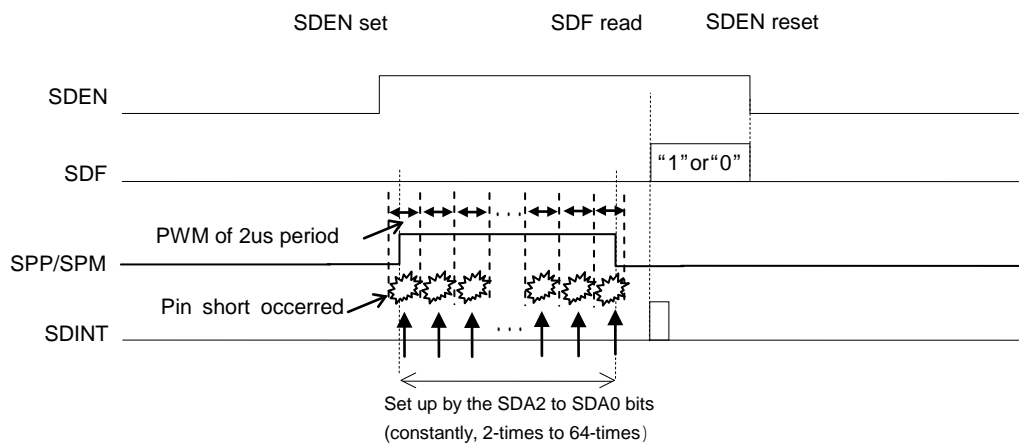 SDEN set SDF read SDEN reset
SDEN
SDF
“1”or“0”
...
PWM of 2us period
SPP/SPM
Pin short occorred
...
SDINT
Set up by the SDA2 to SDA0 bits
(constantly, 2-times to 64-times)